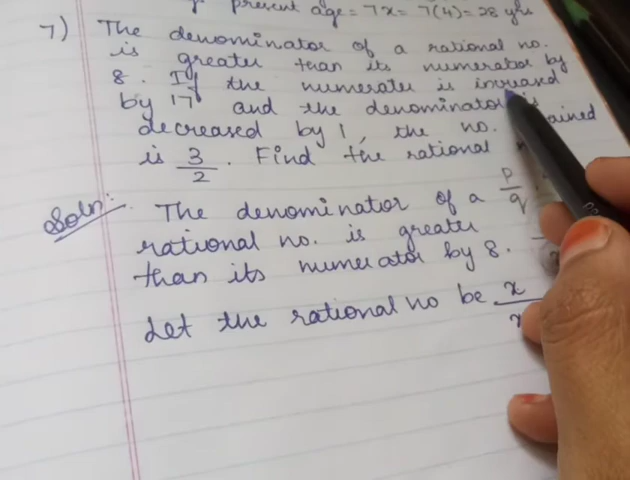 present age = 7x = 7(4) = 28 yrs
7) The denominator of a rational no.
is greater than its numerator by
8. If the numerator is increased
by 17 and the denominator is
decreased by 1, the no.
is 3/2. Find the rational
Soln:
The denominator of a p/q
rational no. is greater
than its numerator by 8.
Let the rational no be x